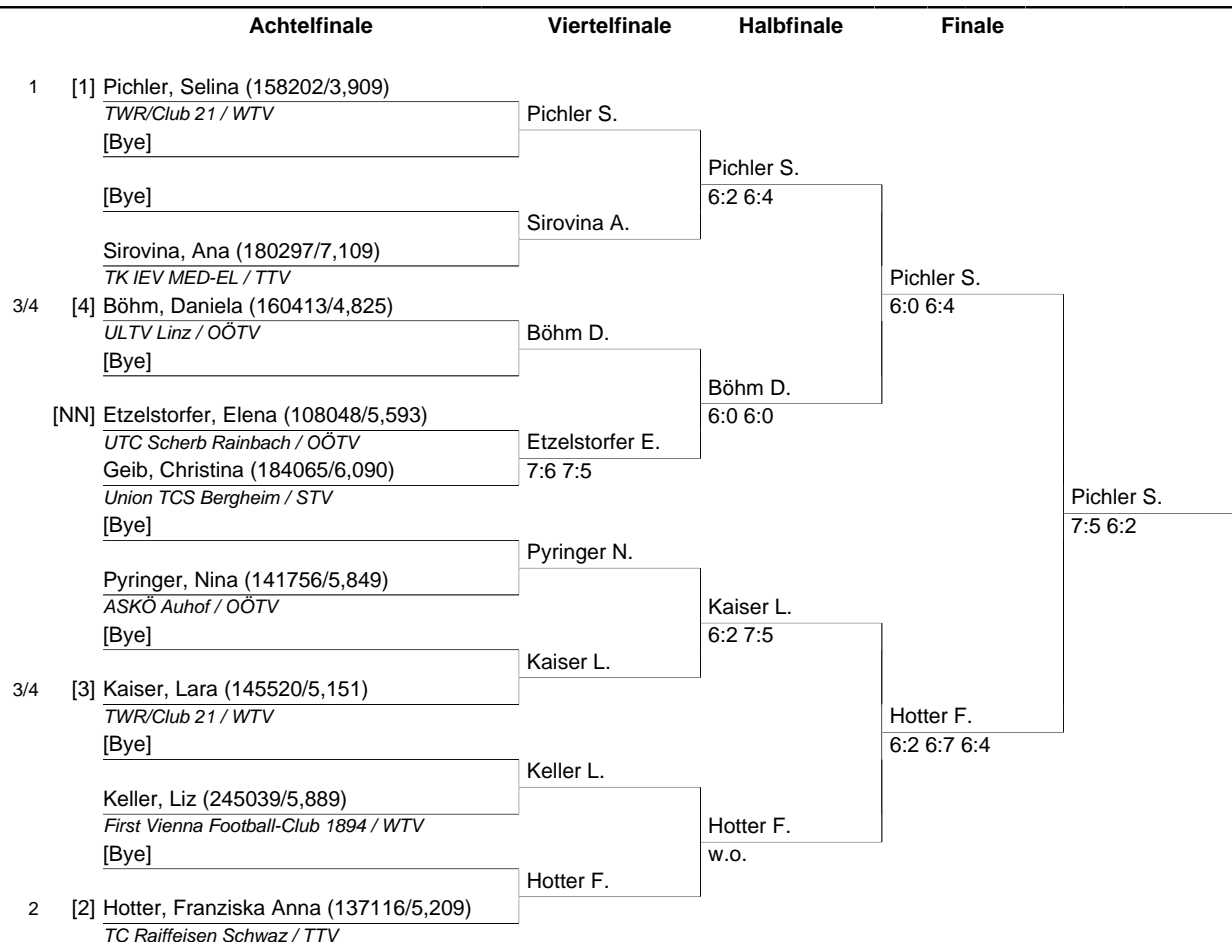 Achtelfinale Viertelfinale Halbfinale Finale
1 [1] Pichler, Selina (158202/3,909)
TWR/Club 21 / WTV Pichler S.
[Bye]
Pichler S.
[Bye] 6:2 6:4
Sirovina A.
Sirovina, Ana (180297/7,109)
TK IEV MED-EL / TTV Pichler S.
3/4 [4] Böhm, Daniela (160413/4,825) 6:0 6:4
ULTV Linz / OÖTV Böhm D.
[Bye]
Böhm D.
[NN] Etzelstorfer, Elena (108048/5,593) 6:0 6:0
UTC Scherb Rainbach / OÖTV Etzelstorfer E.
Geib, Christina (184065/6,090) 7:6 7:5
Union TCS Bergheim / STV Pichler S.
[Bye] 7:5 6:2
Pyringer N.
Pyringer, Nina (141756/5,849)
ASKÖ Auhof / OÖTV Kaiser L.
[Bye] 6:2 7:5
Kaiser L.
3/4 [3] Kaiser, Lara (145520/5,151)
TWR/Club 21 / WTV Hotter F.
[Bye] 6:2 6:7 6:4
Keller L.
Keller, Liz (245039/5,889)
First Vienna Football-Club 1894 / WTV Hotter F.
[Bye] w.o.
Hotter F.
2 [2] Hotter, Franziska Anna (137116/5,209)
TC Raiffeisen Schwaz / TTV